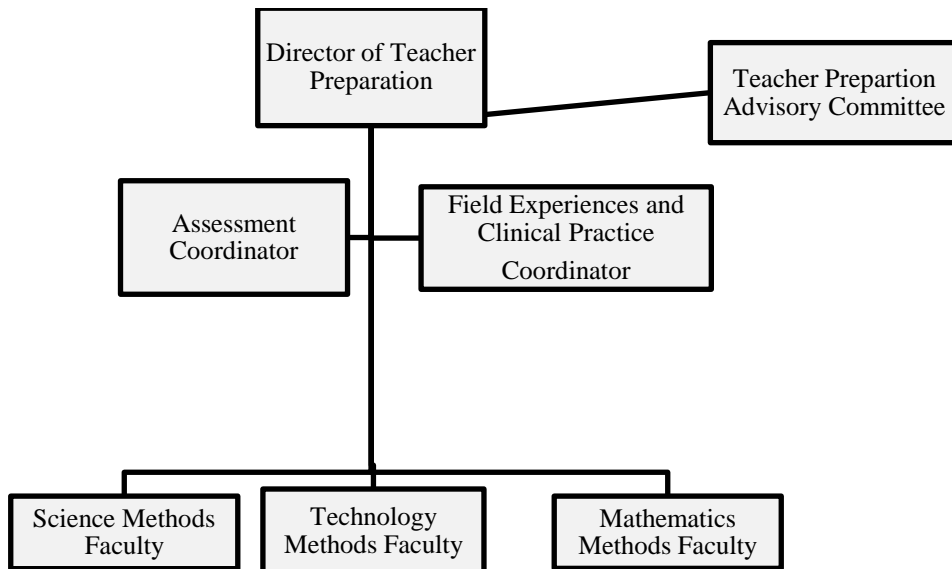 Director of Teacher
Preparation
Teacher Prepartion
Advisory Committee
Assessment
Coordinator
Field Experiences and
Clinical Practice
Coordinator
Science Methods
Faculty
Technology
Methods Faculty
Mathematics
Methods Faculty